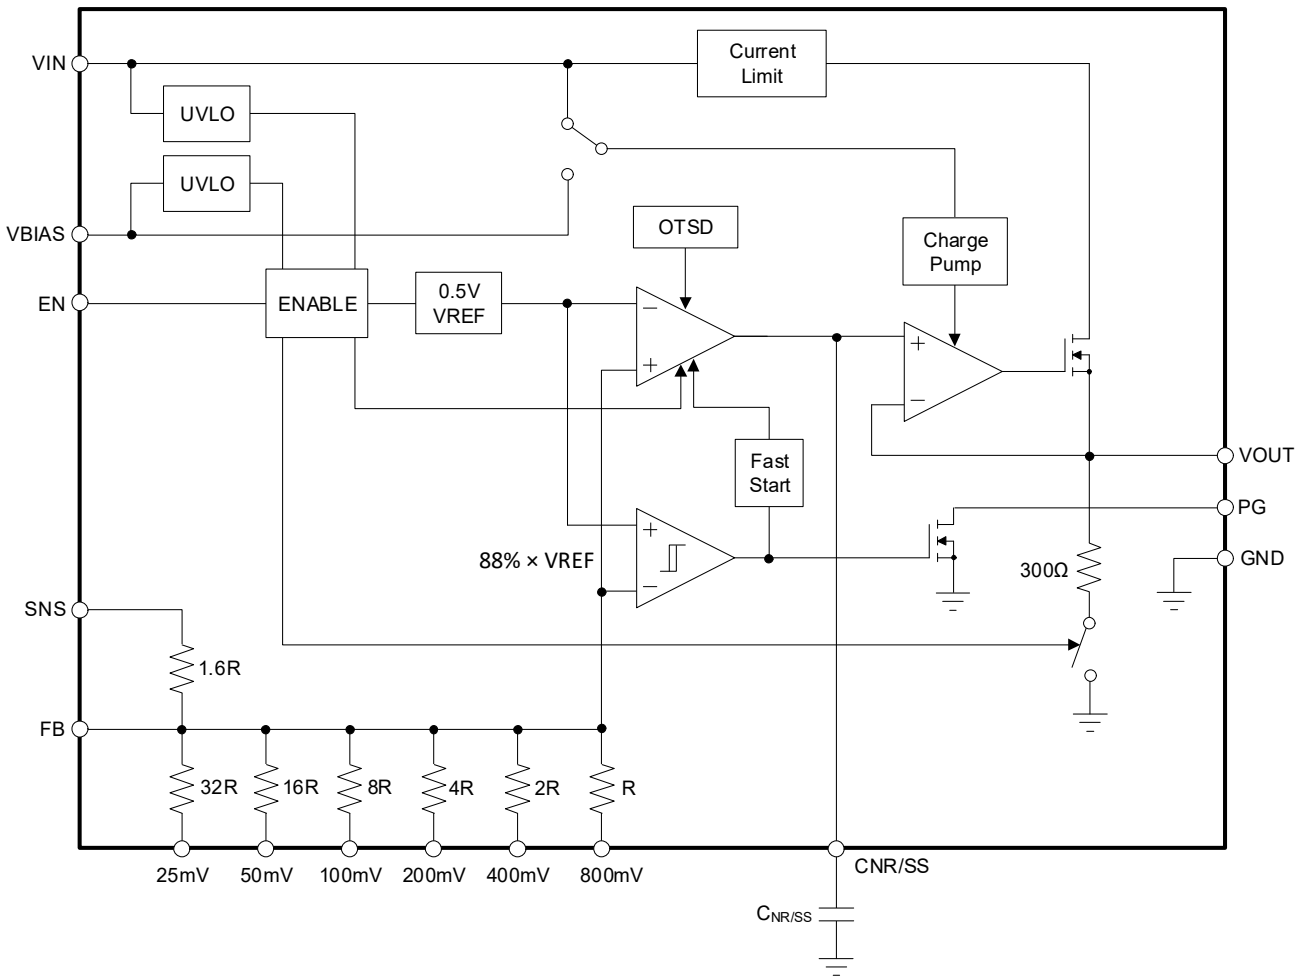 VIN
Current
Limit
UVLO
UVLO
VBIAS
OTSD
Charge
Pump
EN
ENABLE
0.5V
VREF
−
+
+
−
Fast
Start
VOUT
PG
GND
+
−
88% × VREF
300Ω
SNS
1.6R
FB
32R
16R
8R
4R
2R
R
25mV
50mV
100mV
200mV
400mV
800mV
CNR/SS
CNR/SS